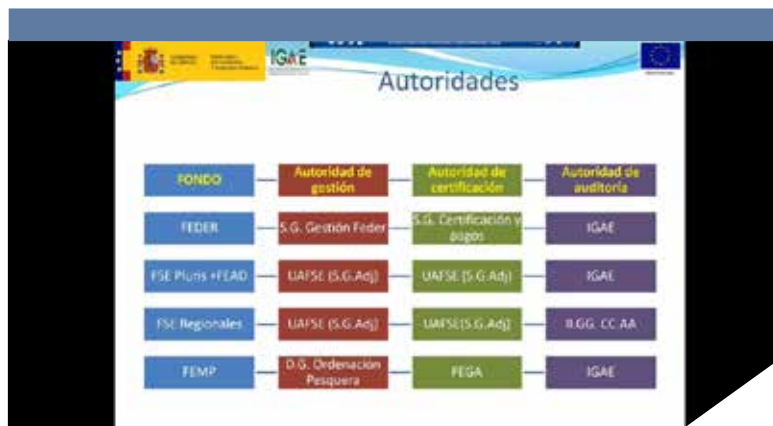 IGAE
Autoridades
FONDO
Autoridad de
gestión
Autoridad de
certificación
Autoridad de
auditoría
FEDER
S.G. Gestión Feder
S.G. Certificación y
pagos
IGAE
FSE Pluris +FEAD
UAFSE (S.G.Adj)
UAFSE (S.G.Adj)
IGAE
FSE Regionales
UAFSE (S.G.Adj)
UAFSE(S.G.Adj)
II.GG. CC.AA
FEMP
D.G. Ordenación
Pesquera
FEGA
IGAE